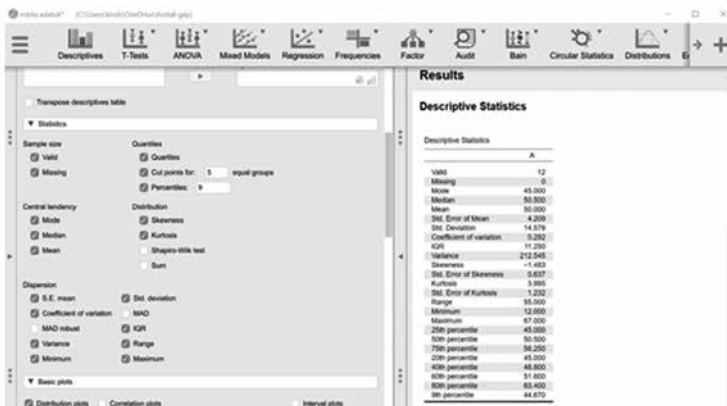 Descriptives T-Tests ANOVA Mixed Models Regression Frequencies Factor Audit Bain Circular Statistics Distributions
Transpose descriptives table
Statistics
Sample size
Valid
Missing
Quantiles
Quartiles
Cut points for: 5 equal groups
Percentiles: 9
Central tendency
Mode
Median
Mean
Distribution
Skewness
Kurtosis
Shapiro-Wilk test
Sum
Dispersion
S.E. mean
Std. deviation
Coefficient of variation
MAD
MAD robust
IQR
Variance
Range
Minimum
Maximum
Basic plots
Distribution plots
Correlation plots
Interval plots
Results
Descriptive Statistics
Descriptive Statistics
A
Valid 12
Missing 0
Mode 45.000
Median 50.500
Mean 50.000
Std. Error of Mean 4.209
Std. Deviation 14.579
Coefficient of variation 0.292
IQR 11.250
Variance 212.545
Skewness −1.483
Std. Error of Skewness 0.637
Kurtosis 3.995
Std. Error of Kurtosis 1.232
Range 55.000
Minimum 12.000
Maximum 67.000
25th percentile 45.000
50th percentile 50.500
75th percentile 56.250
20th percentile 45.000
40th percentile 48.800
60th percentile 51.600
80th percentile 63.400
9th percentile 44.870